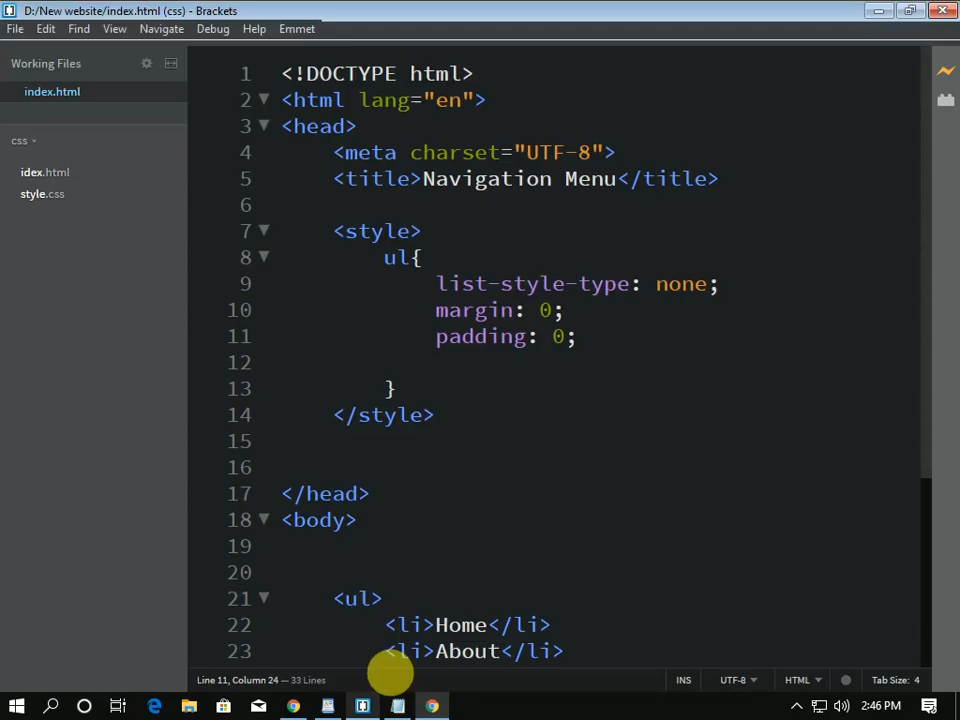 D:/New website/index.html (css) - Brackets
File Edit Find View Navigate Debug Help Emmet
Working Files
index.html
css
idex.html
style.css
1 <!DOCTYPE html>
2 <html lang="en">
3 <head>
4 <meta charset="UTF-8">
5 <title>Navigation Menu</title>
6
7 <style>
8 ul{
9 list-style-type: none;
10 margin: 0;
11 padding: 0;
12
13 }
14 </style>
15
16
17 </head>
18 <body>
19
20
21 <ul>
22 <li>Home</li>
23 <li>About</li>
Line 11, Column 24 — 33 Lines INS UTF-8 HTML Tab Size: 4
2:46 PM